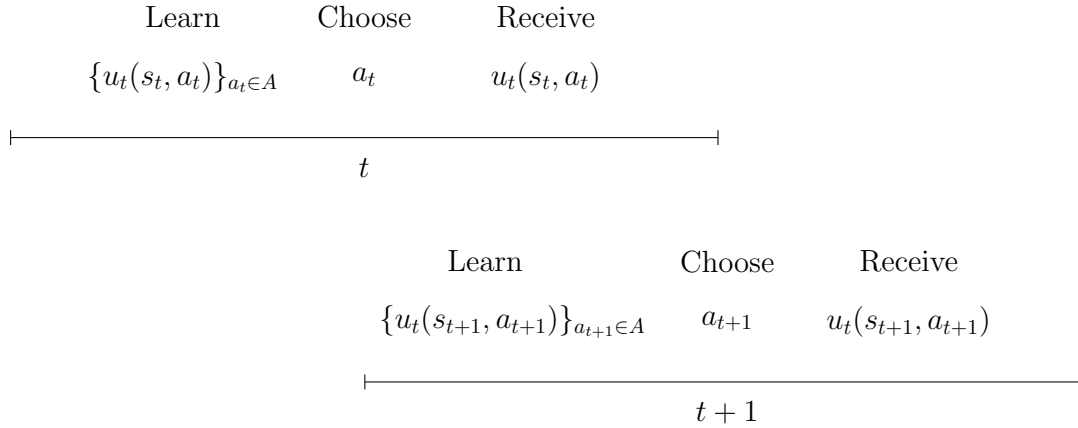 Learn Choose Receive
{u_t(s_t, a_t)}_{a_t∈A} a_t u_t(s_t, a_t)
t
Learn Choose Receive
{u_t(s_{t+1}, a_{t+1})}_{a_{t+1}∈A} a_{t+1} u_t(s_{t+1}, a_{t+1})
t + 1